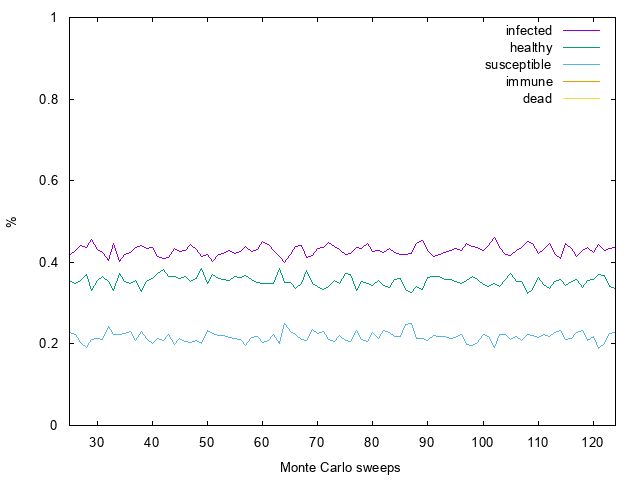 1
infected
healthy
susceptible
immune
dead
0.8
0.6
%
0.4
0.2
0
30 40 50 60 70 80 90 100 110 120
Monte Carlo sweeps